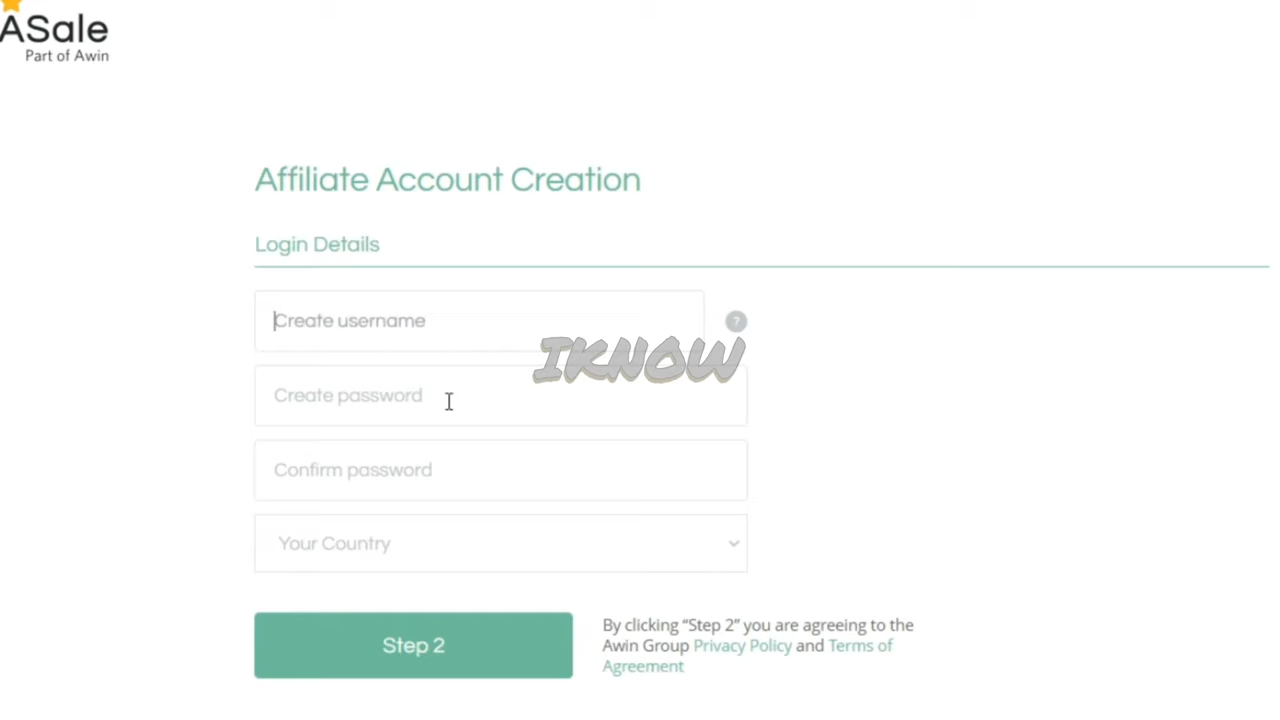 ASale
Part of Awin
Affiliate Account Creation
Login Details
Create username
?
IKNOW
Create password
Confirm password
Your Country
Step 2
By clicking “Step 2” you are agreeing to the
Awin Group Privacy Policy and Terms of
Agreement